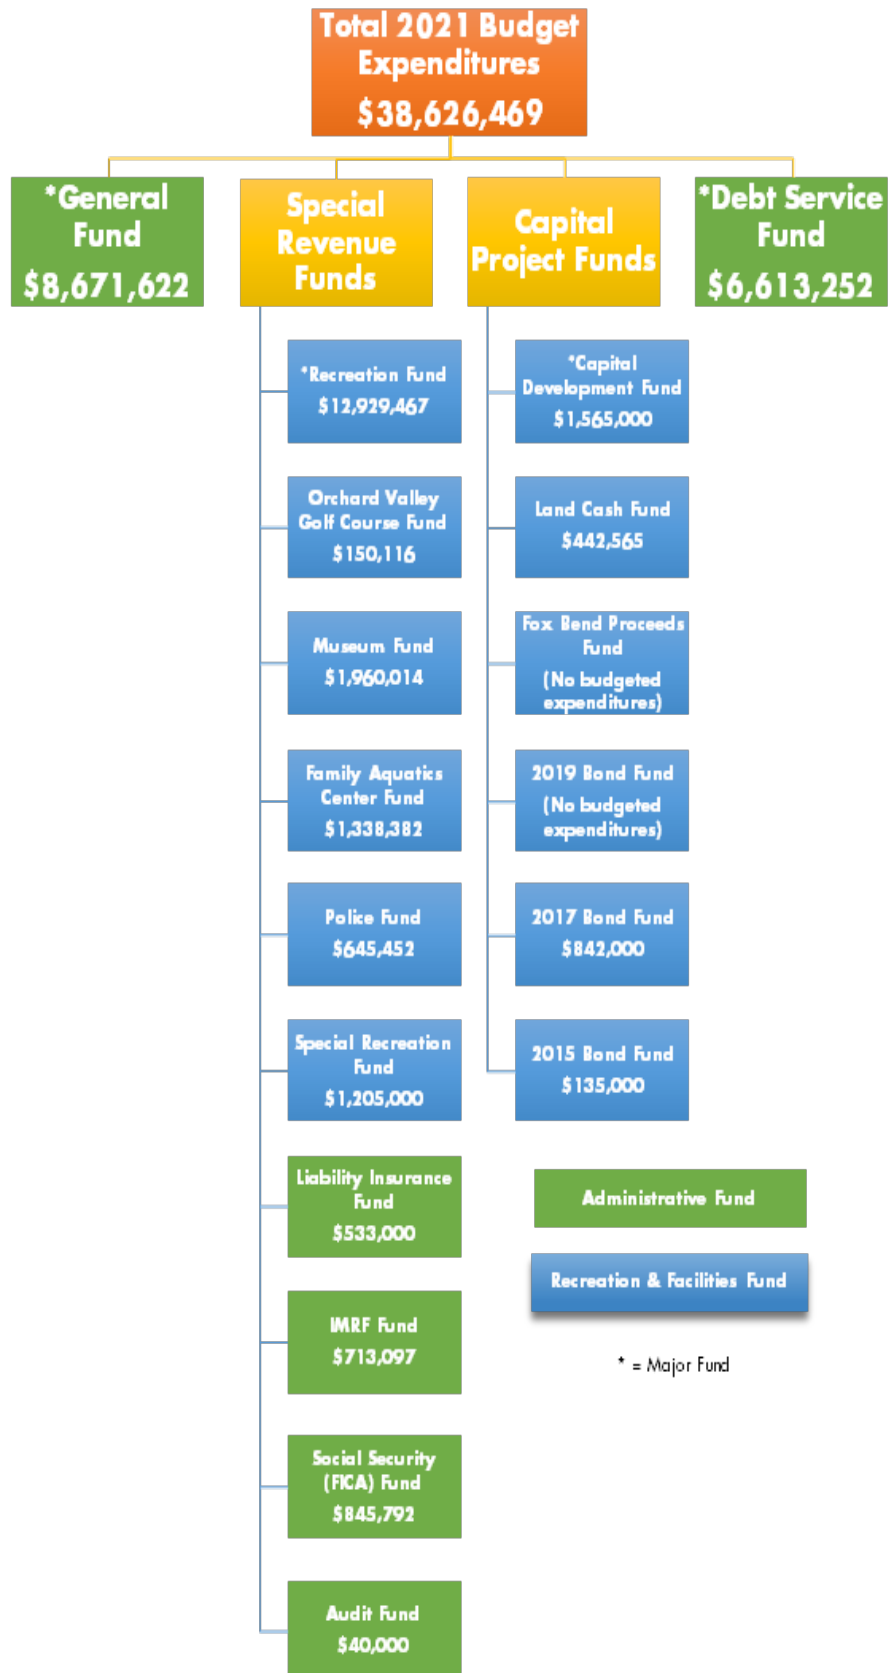 Total 2021 Budget
Expenditures
$38,626,469
*General
Fund
$8,671,622
Special
Revenue
Funds
Capital
Project Funds
*Debt Service
Fund
$6,613,252
*Recreation Fund
$12,929,467
Orchard Valley
Golf Course Fund
$150,116
Museum Fund
$1,960,014
Family Aquatics
Center Fund
$1,338,382
Police Fund
$645,452
Special Recreation
Fund
$1,205,000
Liability Insurance
Fund
$533,000
IMRF Fund
$713,097
Social Security
(FICA) Fund
$845,792
Audit Fund
$40,000
*Capital
Development Fund
$1,565,000
Land Cash Fund
$442,565
Fox Bend Proceeds
Fund
(No budgeted
expenditures)
2019 Bond Fund
(No budgeted
expenditures)
2017 Bond Fund
$842,000
2015 Bond Fund
$135,000
Administrative Fund
Recreation & Facilities Fund
* = Major Fund